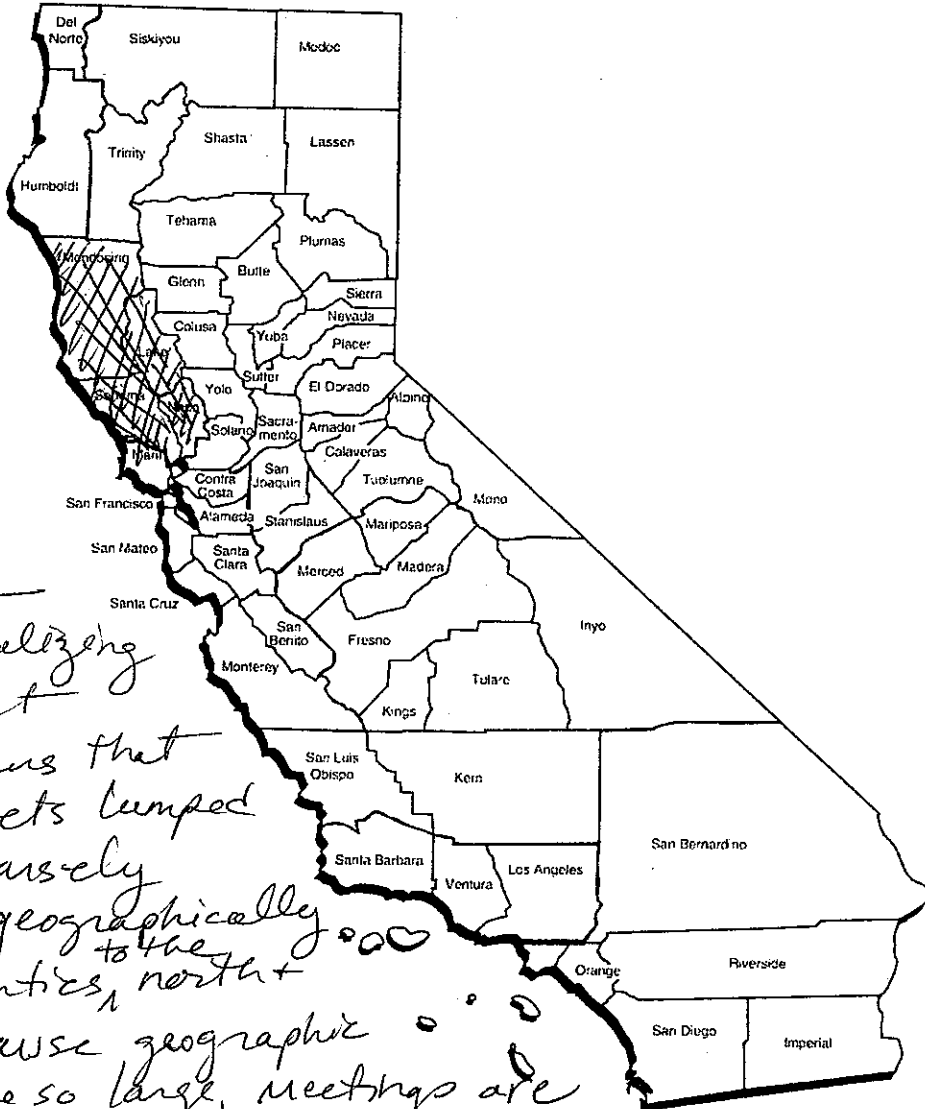 Del
Norte
Siskiyou
Modoc
Trinity
Shasta
Lassen
Humboldt
Tehama
Plumas
Mendocino
Glenn
Butte
Sierra
Nevada
Colusa
Yuba
Placer
Lake
Sutter
Yolo
El Dorado
Alpine
Sonoma
Napa
Solano
Sacra-
mento
Amador
Calaveras
Marin
Contra
Costa
San
Joaquin
Tuolumne
Mono
San Francisco
Alameda
Stanislaus
Mariposa
San Mateo
Santa
Clara
Merced
Madera
Santa Cruz
San
Benito
Fresno
Inyo
Monterey
Tulare
Kings
San Luis
Obispo
Kern
San Bernardino
Santa Barbara
Ventura
Los Angeles
Orange
Riverside
San Diego
Imperial
that
gets lumped
geographically
to the
north +
geographic
so large, meetings are